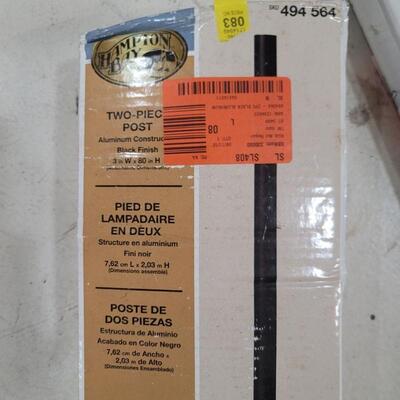 494 564
083
HAMPTON
BAY
TWO-PIECE
POST
Aluminum Construc
Black Finish
3 in W x 80 in H
PIED DE
LAMPADAIRE
EN DEUX
Structure en aluminium
Fini noir
7,62 cm L x 2,03 m H
(Dimensions assemblé)
POSTE DE
DOS PIEZAS
Estructura de Aluminio
Acabado en Color Negro
7,62 cm de Ancho x
2,03 m de Alto
(Dimensiones Ensamblado)
SL SL408
L 08